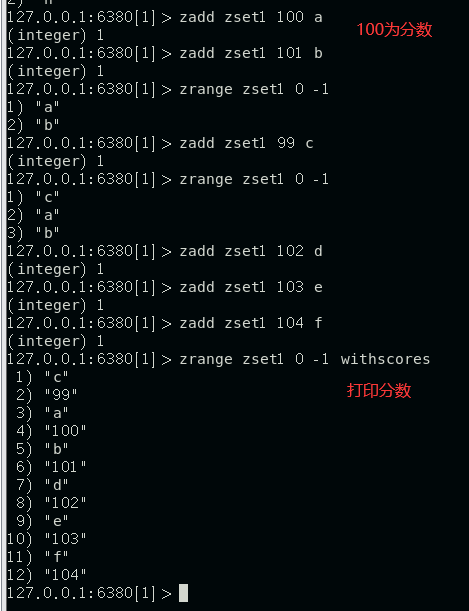 127.0.0.1:6380[1]> zadd zset1 100 a
100为分数
(integer) 1
127.0.0.1:6380[1]> zadd zset1 101 b
(integer) 1
127.0.0.1:6380[1]> zrange zset1 0 -1
1) "a"
2) "b"
127.0.0.1:6380[1]> zadd zset1 99 c
(integer) 1
127.0.0.1:6380[1]> zrange zset1 0 -1
1) "c"
2) "a"
3) "b"
127.0.0.1:6380[1]> zadd zset1 102 d
(integer) 1
127.0.0.1:6380[1]> zadd zset1 103 e
(integer) 1
127.0.0.1:6380[1]> zadd zset1 104 f
(integer) 1
127.0.0.1:6380[1]> zrange zset1 0 -1 withscores
1) "c"
打印分数
2) "99"
3) "a"
4) "100"
5) "b"
6) "101"
7) "d"
8) "102"
9) "e"
10) "103"
11) "f"
12) "104"
127.0.0.1:6380[1]>